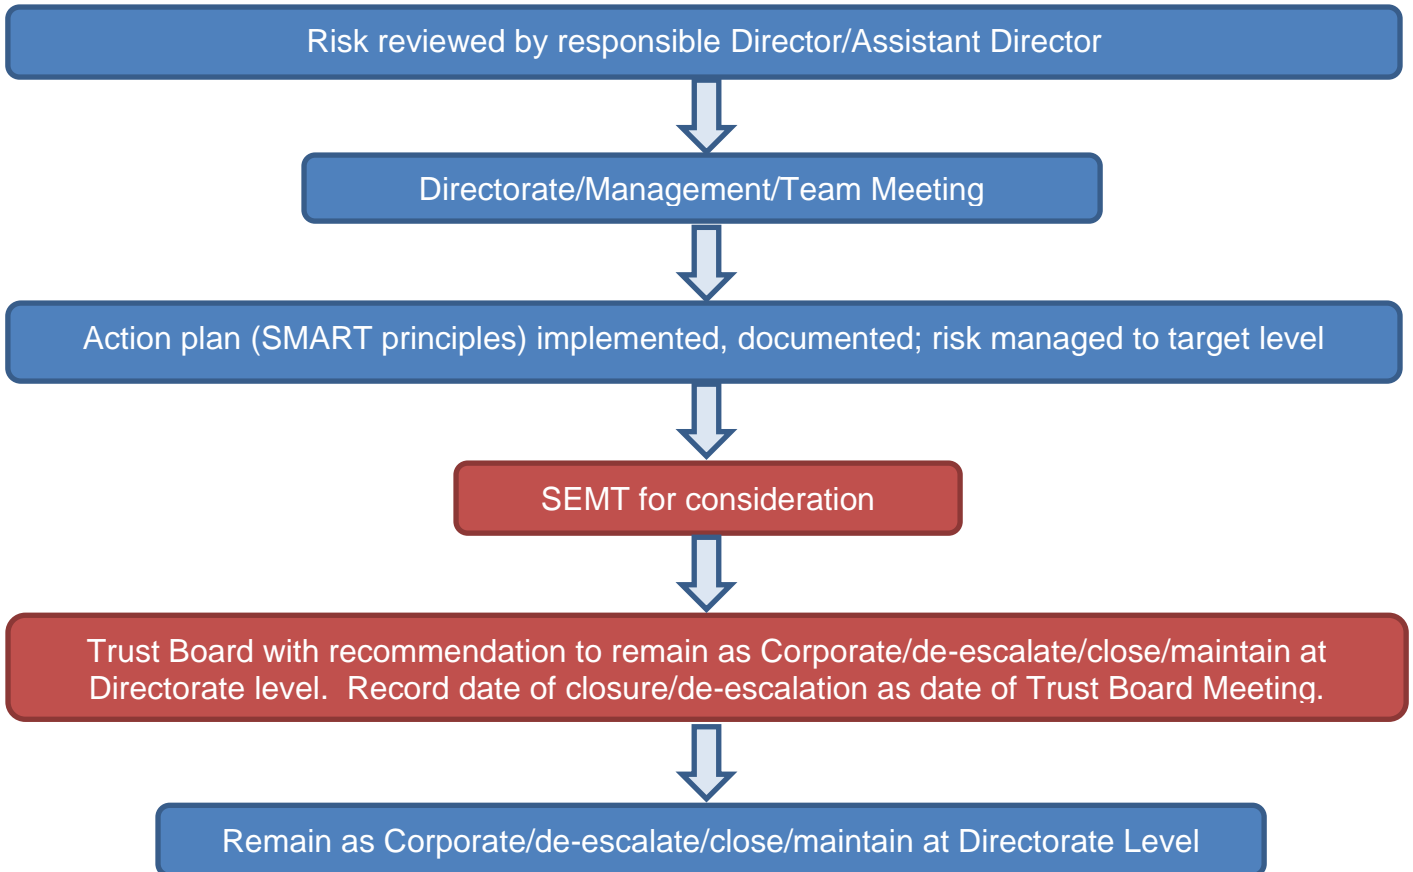 Risk reviewed by responsible Director/Assistant Director
Directorate/Management/Team Meeting
Action plan (SMART principles) implemented, documented; risk managed to target level
SEMT for consideration
Trust Board with recommendation to remain as Corporate/de-escalate/close/maintain at
Directorate level.  Record date of closure/de-escalation as date of Trust Board Meeting.
Remain as Corporate/de-escalate/close/maintain at Directorate Level